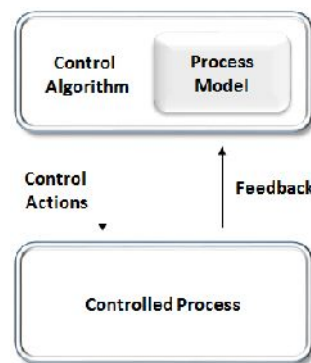 Control
Algorithm
Process
Model
Control
Actions
Feedback
Controlled Process